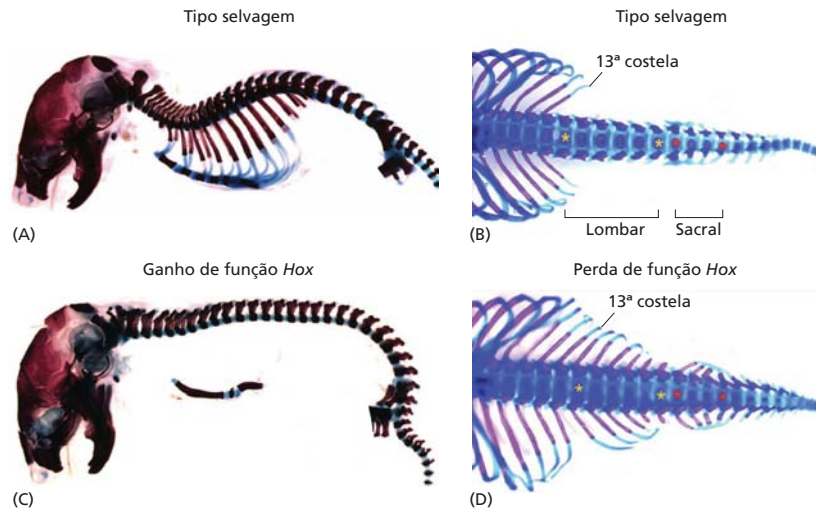 Tipo selvagem
Tipo selvagem
13ª costela
(A)
(B)
Lombar
Sacral
Ganho de função Hox
Perda de função Hox
13ª costela
(C)
(D)